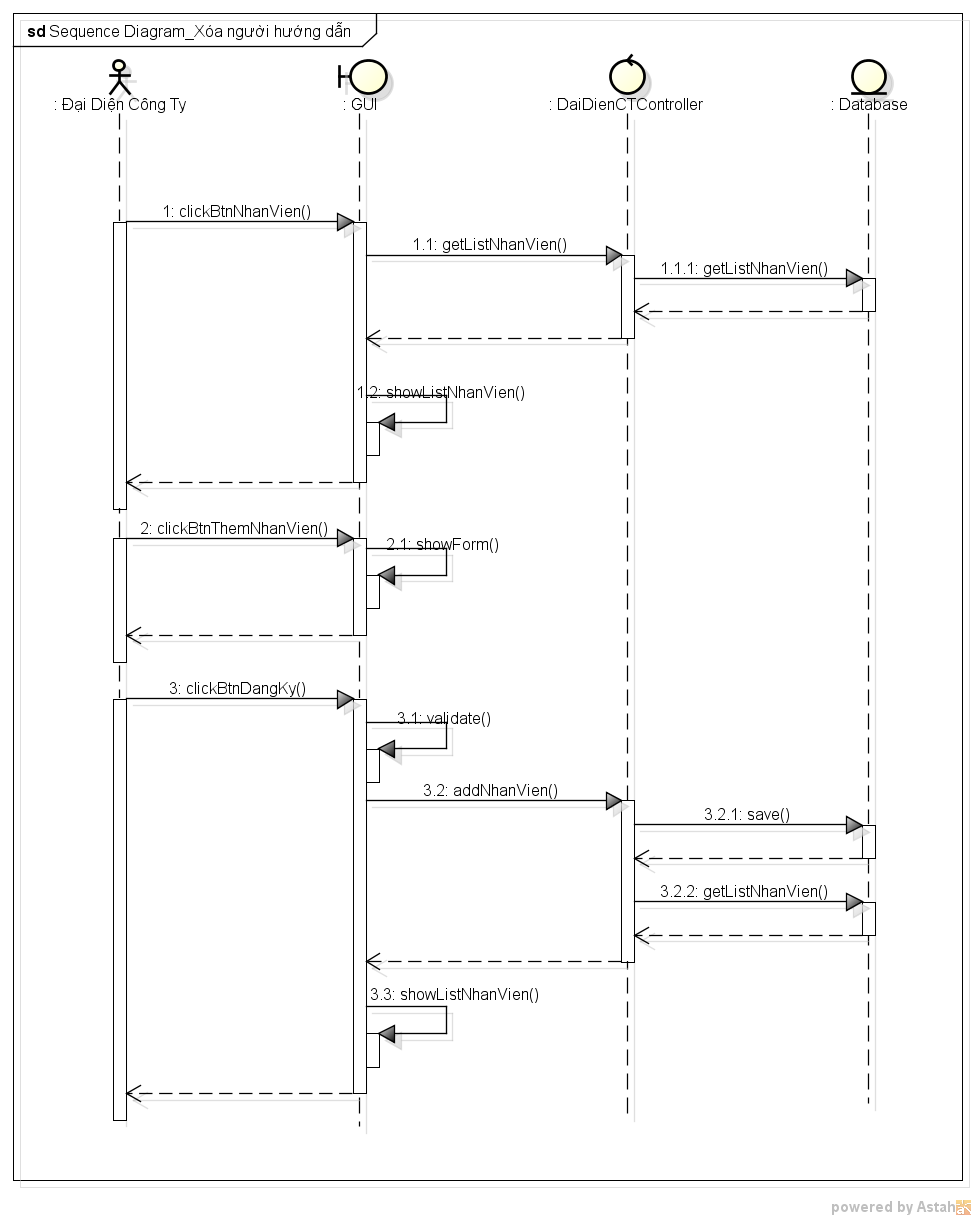 sd Sequence Diagram_Xóa người hướng dẫn
: Đại Diện Công Ty
: GUI
: DaiDienCTController
: Database
1: clickBtnNhanVien()
1.1: getListNhanVien()
1.1.1: getListNhanVien()
1.2: showListNhanVien()
2: clickBtnThemNhanVien()
2.1: showForm()
3: clickBtnDangKy()
3.1: validate()
3.2: addNhanVien()
3.2.1: save()
3.2.2: getListNhanVien()
3.3: showListNhanVien()
powered by Astah